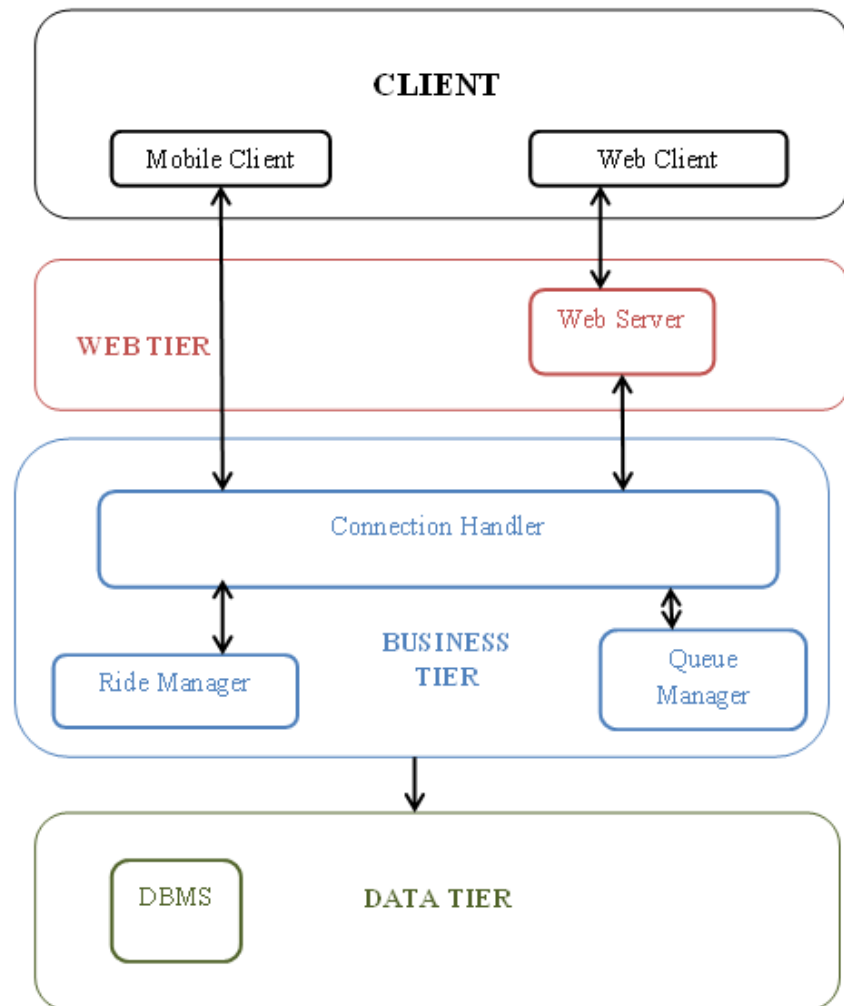 CLIENT
Mobile Client
Web Client
Web Server
WEB TIER
Connection Handler
BUSINESS
TIER
Ride Manager
Queue
Manager
DBMS
DATA TIER